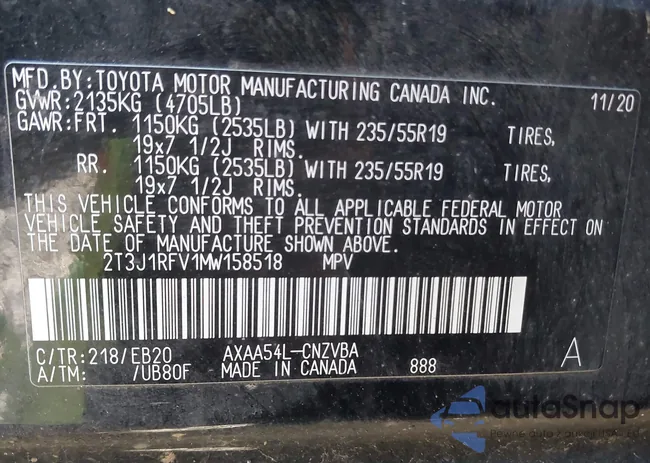 MFD.BY:TOYOTA MOTOR MANUFACTURING CANADA INC. 11/20
GVWR:2135KG (4705LB)
GAWR:FRT. 1150KG (2535LB) WITH 235/55R19 TIRES,
19x7 1/2J RIMS.
RR. 1150KG (2535LB) WITH 235/55R19 TIRES,
19x7 1/2J RIMS.
THIS VEHICLE CONFORMS TO ALL APPLICABLE FEDERAL MOTOR
VEHICLE SAFETY AND THEFT PREVENTION STANDARDS IN EFFECT ON
THE DATE OF MANUFACTURE SHOWN ABOVE.
2T3J1RFV1MW158518 MPV
C/TR:218/EB20 AXAA54L-CNZVBA
A/TM: /UB80F MADE IN CANADA 888 A
autoSnap